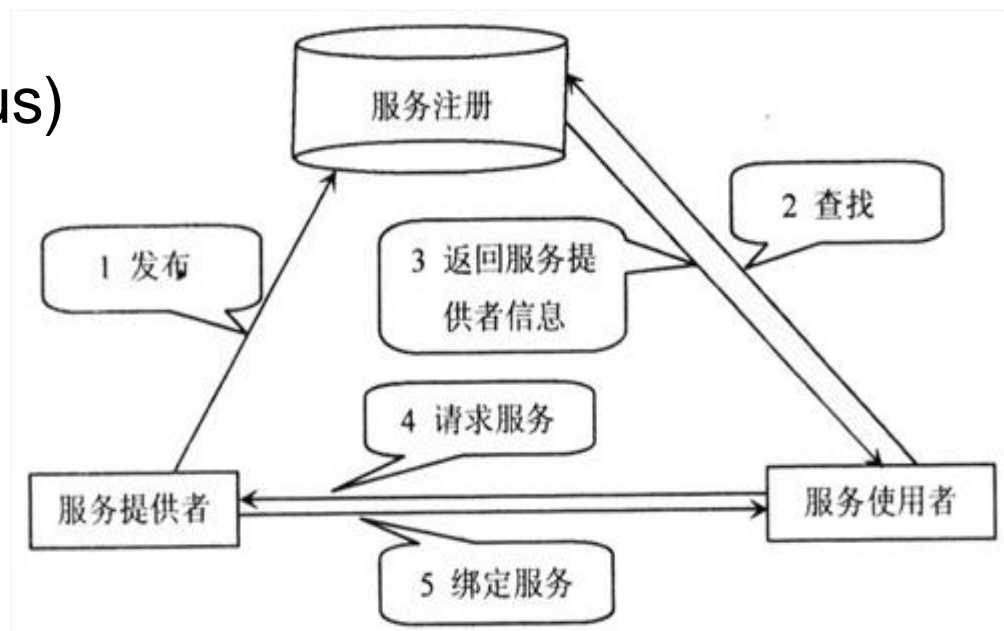 us)
服务注册
2 查找
1 发布
3 返回服务提
供者信息
4 请求服务
服务提供者
服务使用者
5 绑定服务